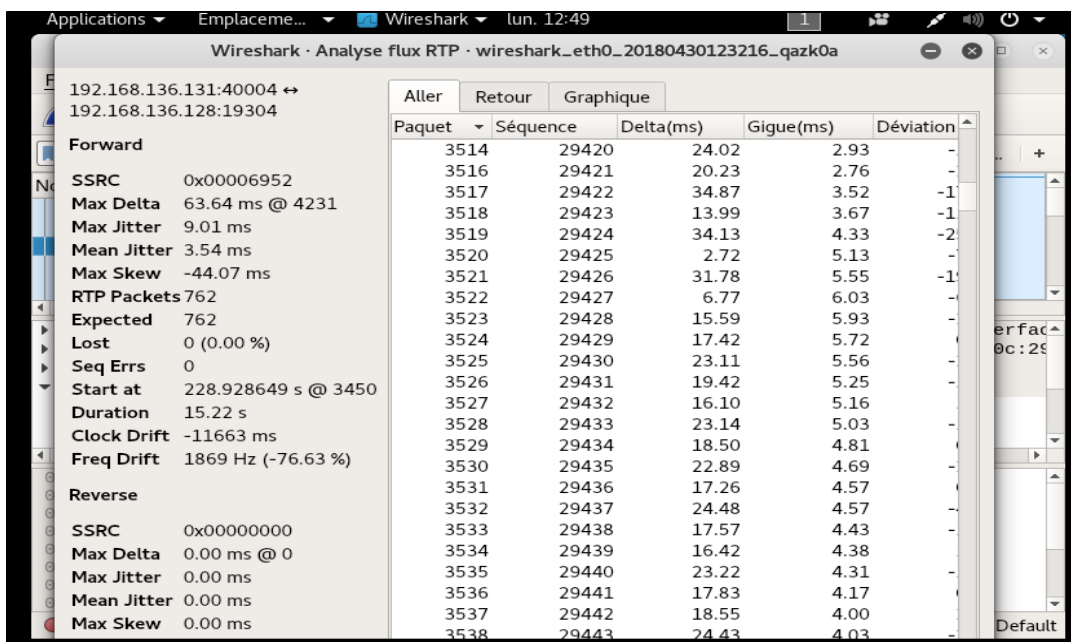 Applications Emplaceme... Wireshark lun. 12:49 1
Wireshark · Analyse flux RTP · wireshark_eth0_20180430123216_qazk0a
192.168.136.131:40004 ↔
192.168.136.128:19304
Forward
SSRC 0x00006952
Max Delta 63.64 ms @ 4231
Max Jitter 9.01 ms
Mean Jitter 3.54 ms
Max Skew -44.07 ms
RTP Packets 762
Expected 762
Lost 0 (0.00 %)
Seq Errs 0
Start at 228.928649 s @ 3450
Duration 15.22 s
Clock Drift -11663 ms
Freq Drift 1869 Hz (-76.63 %)
Reverse
SSRC 0x00000000
Max Delta 0.00 ms @ 0
Max Jitter 0.00 ms
Mean Jitter 0.00 ms
Max Skew 0.00 ms
Aller Retour Graphique
Paquet Séquence Delta(ms) Gigue(ms) Déviation
3514 29420 24.02 2.93
3516 29421 20.23 2.76
3517 29422 34.87 3.52
3518 29423 13.99 3.67
3519 29424 34.13 4.33
3520 29425 2.72 5.13
3521 29426 31.78 5.55
3522 29427 6.77 6.03
3523 29428 15.59 5.93
3524 29429 17.42 5.72
3525 29430 23.11 5.56
3526 29431 19.42 5.25
3527 29432 16.10 5.16
3528 29433 23.14 5.03
3529 29434 18.50 4.81
3530 29435 22.89 4.69
3531 29436 17.26 4.57
3532 29437 24.48 4.57
3533 29438 17.57 4.43
3534 29439 16.42 4.38
3535 29440 23.22 4.31
3536 29441 17.83 4.17
3537 29442 18.55 4.00
3538 29443 24.43 4.03
erfac
0c:29
Default